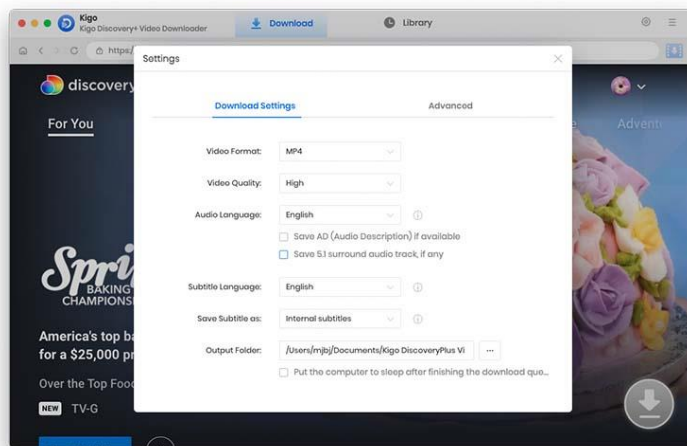 Kigo
Kigo Discovery+ Video Downloader
Download
Library
https:/
Settings
discovery
Download Settings
Advanced
For You
Video Format:
MP4
Video Quality:
High
Audio Language:
English
Save AD (Audio Description) if available
Save 5.1 surround audio track, if any
BAKING
CHAMPIONS
Subtitle Language:
English
Save Subtitle as:
Internal subtitles
America's top ba
for a $25,000 pr
Output Folder:
/Users/mjbj/Documents/Kigo DiscoveryPlus Vi
...
Put the computer to sleep after finishing the download que...
Over the Top Food
NEW TV-G